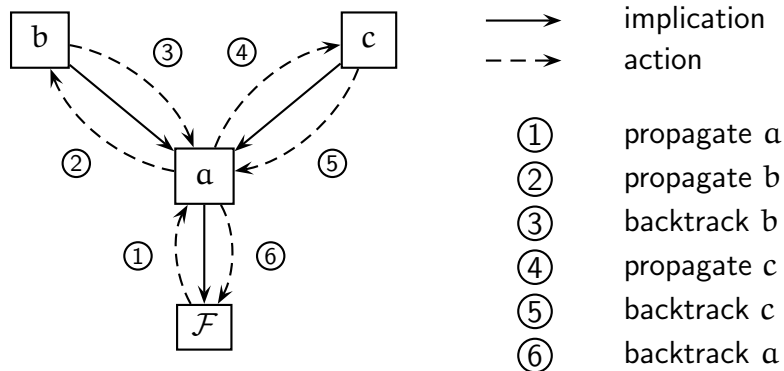 b
c
③
④
②
⑤
a
①
⑥
ℱ
implication
action
① propagate a
② propagate b
③ backtrack b
④ propagate c
⑤ backtrack c
⑥ backtrack a